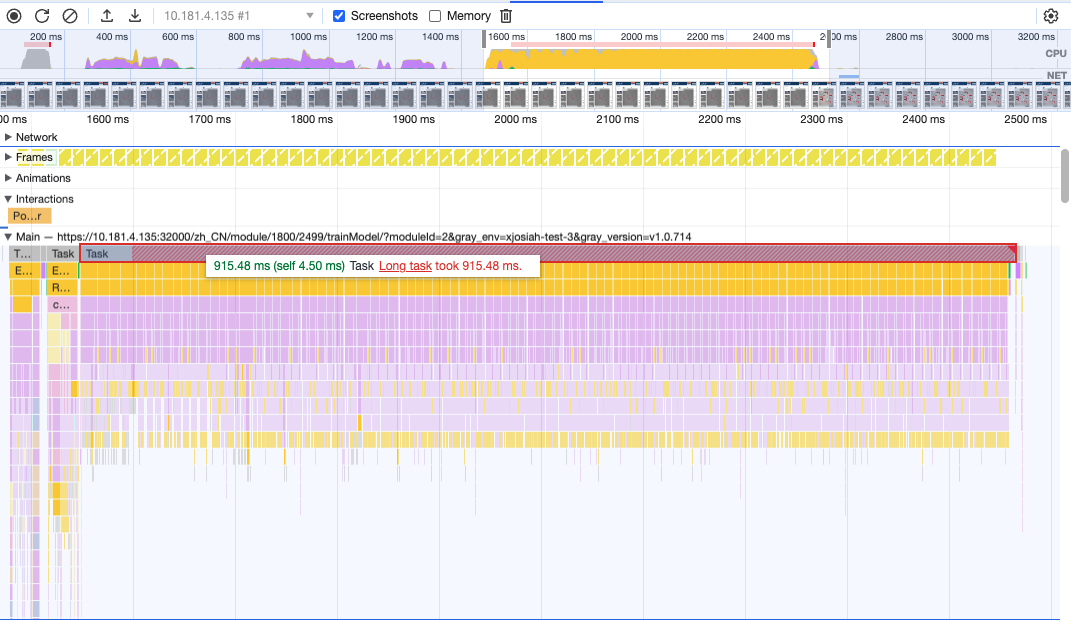 10.181.4.135 #1 Screenshots Memory
200 ms 400 ms 600 ms 800 ms 1000 ms 1200 ms 1400 ms 1600 ms 1800 ms 2000 ms 2200 ms 2400 ms 2 00 ms 2800 ms 3000 ms 3200 ms
CPU
NET
00 ms 1600 ms 1700 ms 1800 ms 1900 ms 2000 ms 2100 ms 2200 ms 2300 ms 2400 ms 2500 ms
Network
Frames
Animations
Interactions
Po...r
Main — https://10.181.4.135:32000/zh_CN/module/1800/2499/trainModel/?moduleId=2&gray_env=xjosiah-test-3&gray_version=v1.0.714
T... Task Task
915.48 ms (self 4.50 ms) Task Long task took 915.48 ms.
E... E...
R...
c...